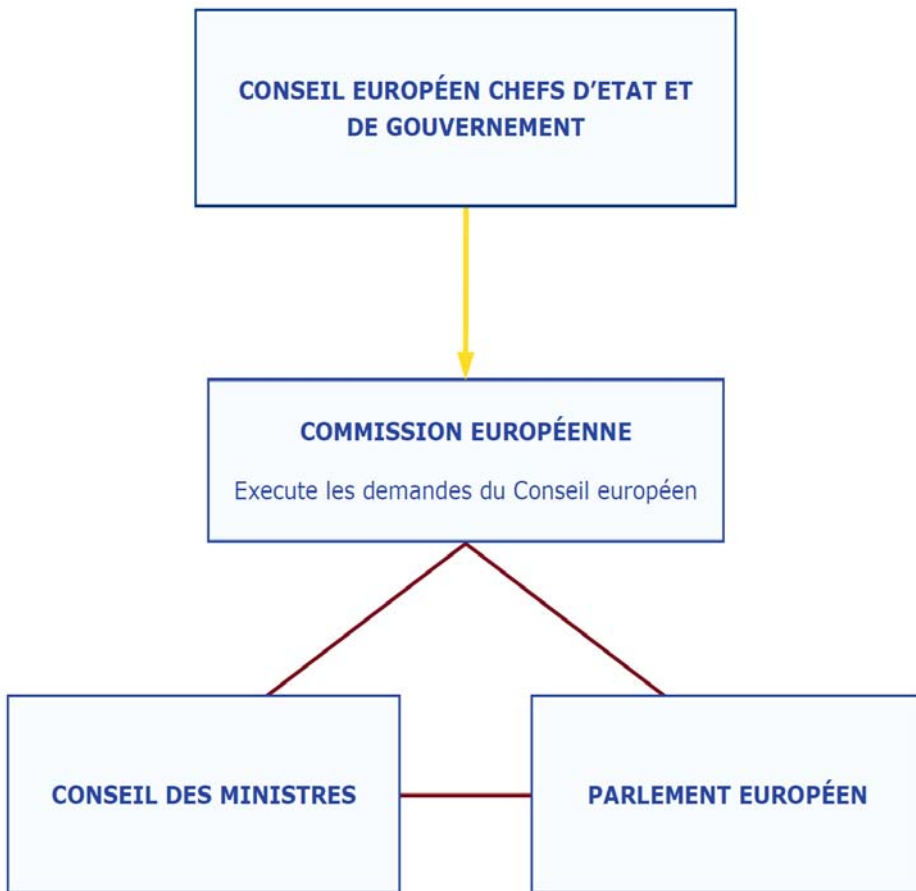 CONSEIL EUROPÉEN CHEFS D'ETAT ET
DE GOUVERNEMENT
COMMISSION EUROPÉENNE
Execute les demandes du Conseil européen
CONSEIL DES MINISTRES
PARLEMENT EUROPÉEN